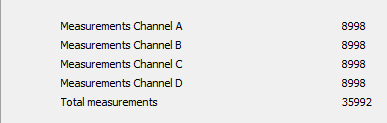 Measurements Channel A 8998
Measurements Channel B 8998
Measurements Channel C 8998
Measurements Channel D 8998
Total measurements 35992